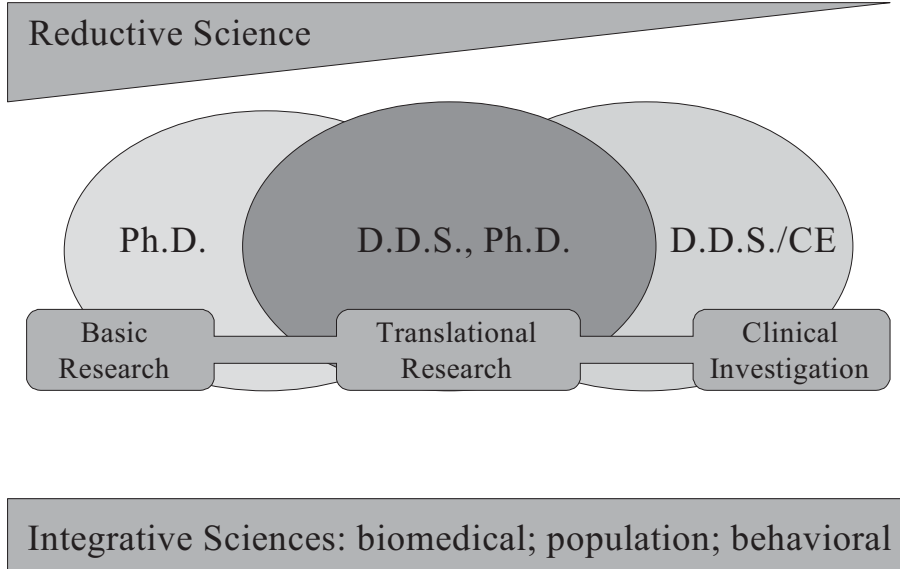 Reductive Science
Ph.D.
D.D.S., Ph.D.
D.D.S./CE
Basic
Research
Translational
Research
Clinical
Investigation
Integrative Sciences: biomedical; population; behavioral